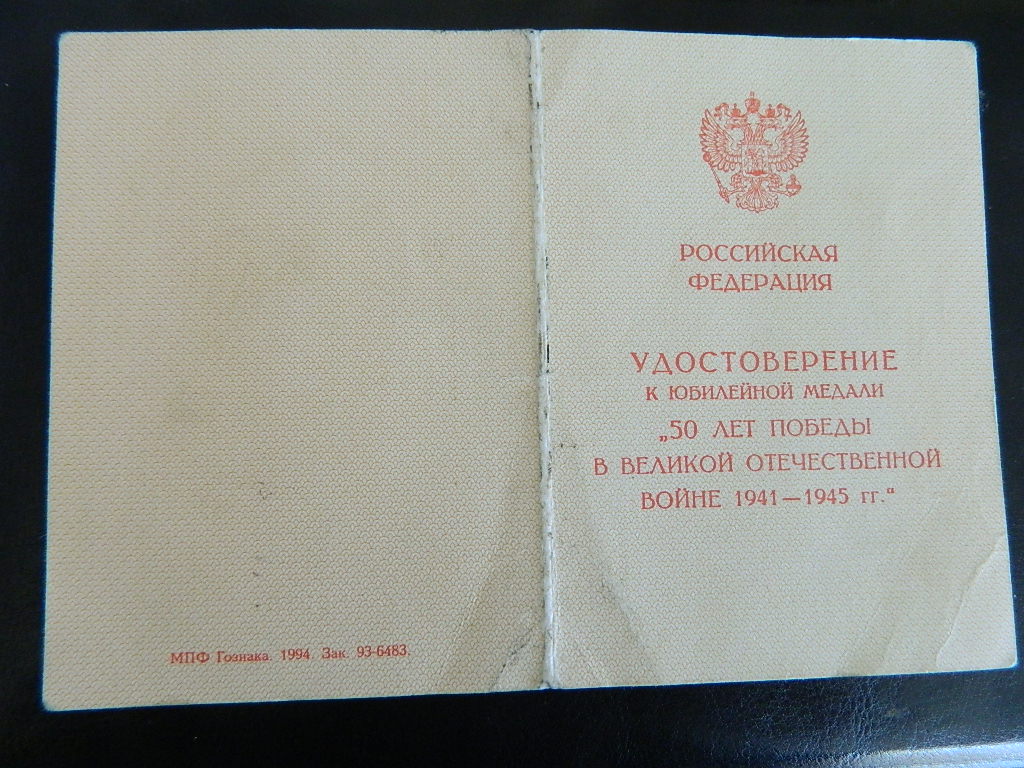 МПФ Гознака. 1994. Зак. 93-6483.
РОССИЙСКАЯ
ФЕДЕРАЦИЯ
УДОСТОВЕРЕНИЕ
К ЮБИЛЕЙНОЙ МЕДАЛИ
„50 ЛЕТ ПОБЕДЫ
В ВЕЛИКОЙ ОТЕЧЕСТВЕННОЙ
ВОЙНЕ 1941—1945 гг.“